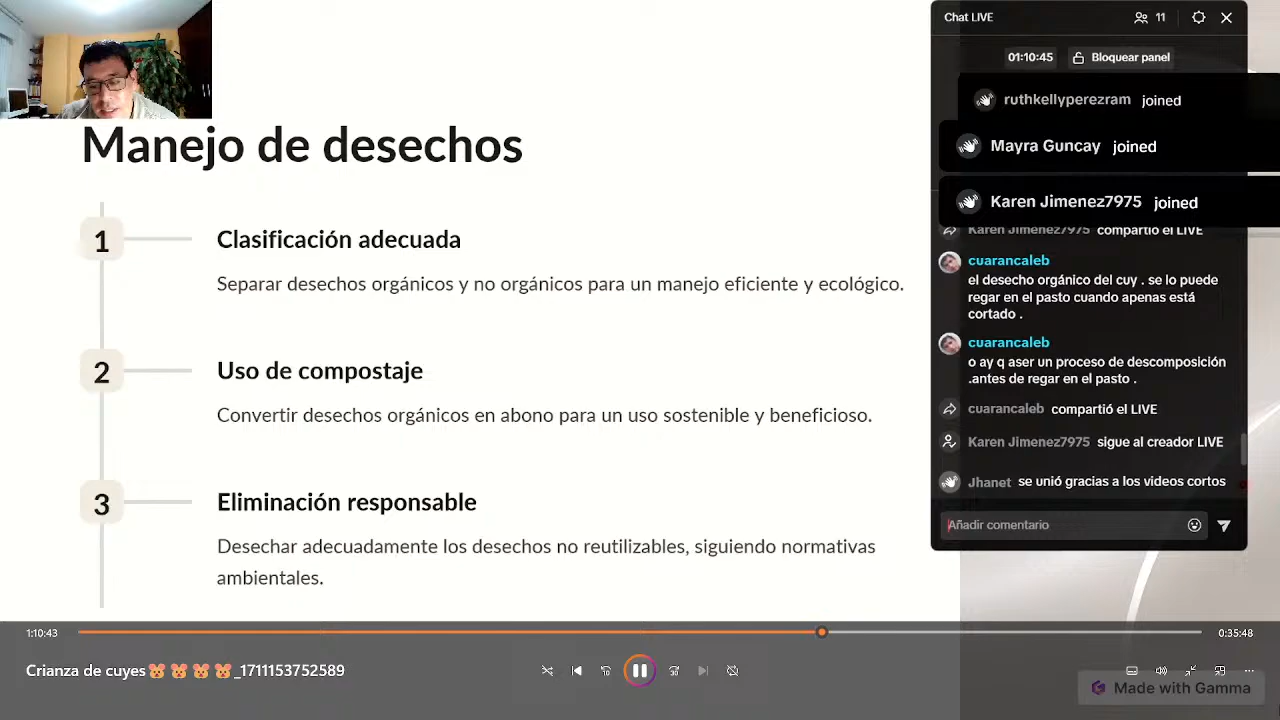 Manejo de desechos
1
Clasificación adecuada
Separar desechos orgánicos y no orgánicos para un manejo eficiente y ecológico.
2
Uso de compostaje
Convertir desechos orgánicos en abono para un uso sostenible y beneficioso.
3
Eliminación responsable
Desechar adecuadamente los desechos no reutilizables, siguiendo normativas
ambientales.
Chat LIVE
11
01:10:45
Bloquear panel
ruthkellyperezram joined
Mayra Guncay joined
Karen Jimenez7975 joined
Karen Jimenez7975 compartió el LIVE
cuarancaleb
el desecho orgánico del cuy . se lo puede
regar en el pasto cuando apenas está
cortado .
cuarancaleb
o ay q aser un proceso de descomposición
.antes de regar en el pasto .
cuarancaleb compartió el LIVE
Karen Jimenez7975 sigue al creador LIVE
Jhanet se unió gracias a los videos cortos
Añadir comentario
1:10:43
0:35:48
Crianza de cuyes🐹🐹🐹🐹_1711153752589
Made with Gamma